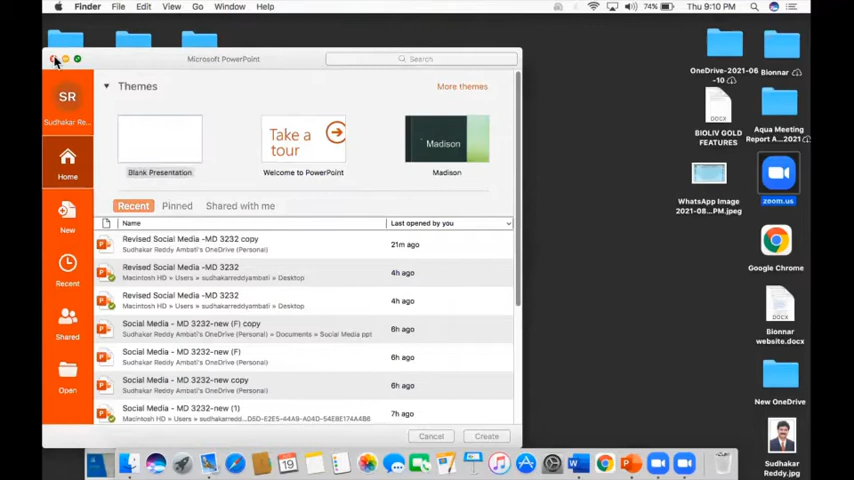 Finder File Edit View Go Window Help
74% Thu 9:10 PM
Microsoft PowerPoint
Search
SR
Sudhakar Re...
Home
New
Recent
Shared
Open
Themes
More themes
Take a tour
Madison
Blank Presentation
Welcome to PowerPoint
Madison
Recent Pinned Shared with me
Name Last opened by you
Revised Social Media -MD 3232 copy
Sudhakar Reddy Ambati's OneDrive (Personal)
21m ago
Revised Social Media -MD 3232
Macintosh HD » Users » sudhakarreddyambati » Desktop
4h ago
Revised Social Media -MD 3232
Macintosh HD » Users » sudhakarreddyambati » Desktop
4h ago
Social Media - MD 3232-new (F) copy
Sudhakar Reddy Ambati's OneDrive (Personal) » Documents » Social Media ppt
6h ago
Social Media - MD 3232-new (F)
Sudhakar Reddy Ambati's OneDrive (Personal)
6h ago
Social Media - MD 3232-new copy
Sudhakar Reddy Ambati's OneDrive (Personal)
6h ago
Social Media - MD 3232-new (1)
7h ago
Cancel Create
OneDrive-2021-06
-10
Bionnar
DOCX
BIOLIV GOLD
FEATURES
Aqua Meeting
Report A...2021
WhatsApp Image
2021-08...PM.jpeg
zoom.us
Google Chrome
DOCX
Bionnar
website.docx
New OneDrive
Sudhakar
Reddy.jpg
19